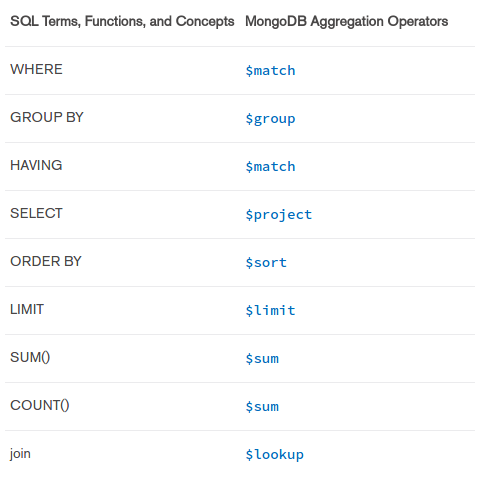 SQL Terms, Functions, and Concepts MongoDB Aggregation Operators
WHERE $match
GROUP BY $group
HAVING $match
SELECT $project
ORDER BY $sort
LIMIT $limit
SUM() $sum
COUNT() $sum
join $lookup